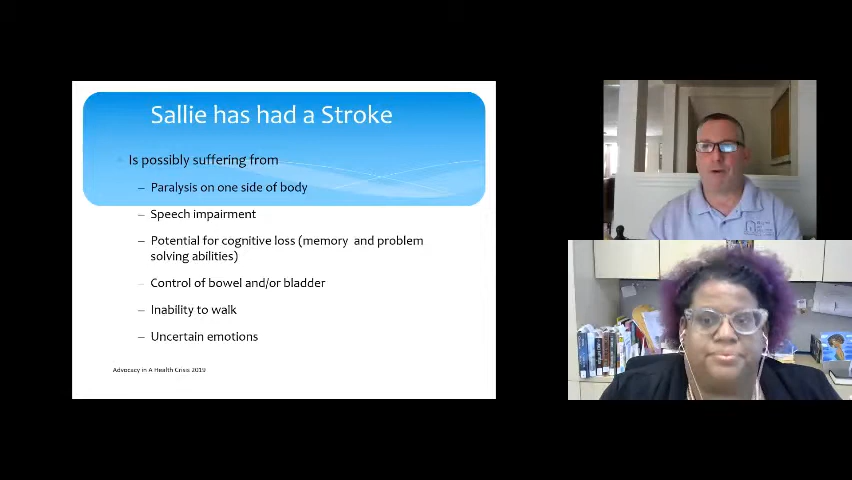 Sallie has had a Stroke
Is possibly suffering from
– Paralysis on one side of body
– Speech impairment
– Potential for cognitive loss (memory and problem
solving abilities)
– Control of bowel and/or bladder
– Inability to walk
– Uncertain emotions
Advocacy in A Health Crisis 2019